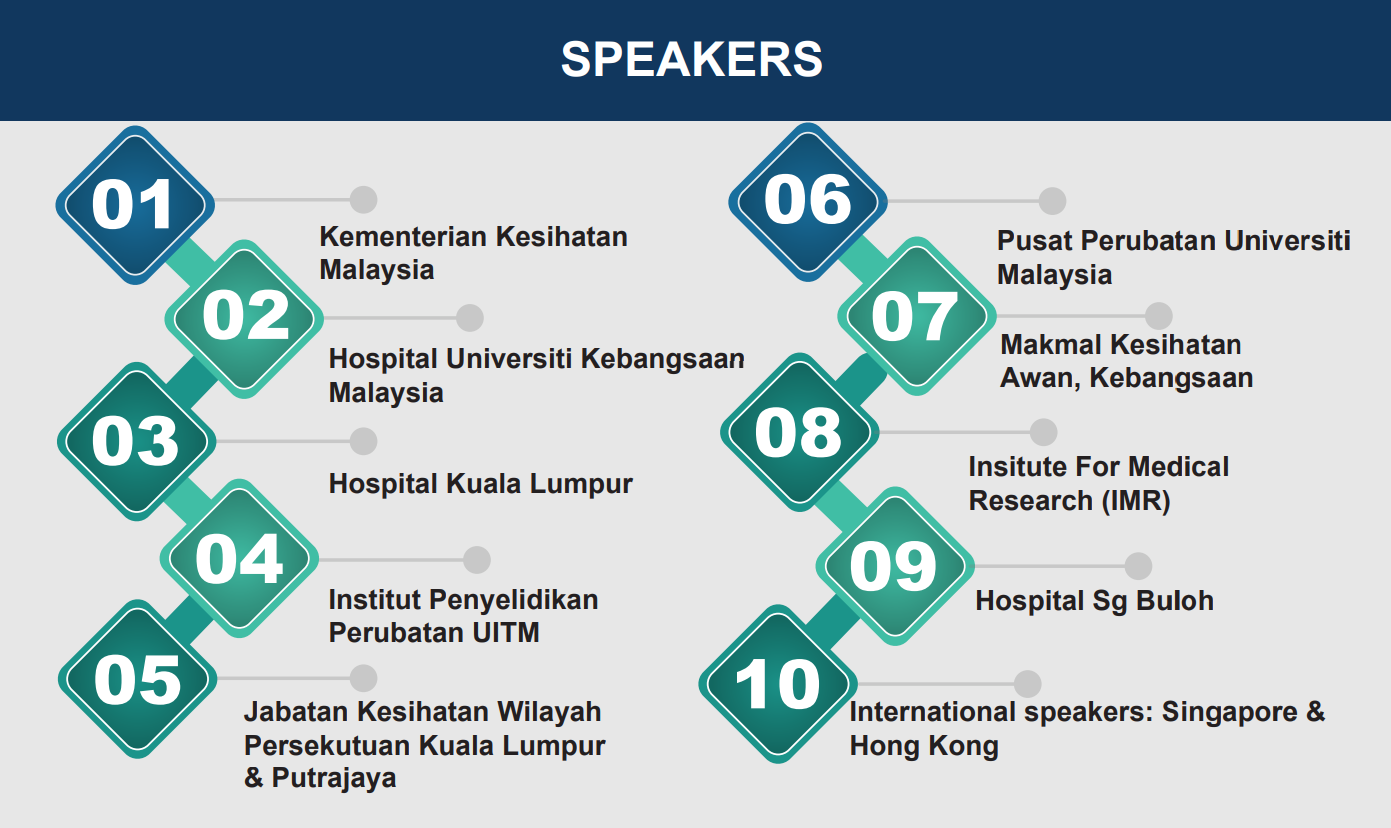 SPEAKERS
01
Kementerian Kesihatan
Malaysia
02
Hospital Universiti Kebangsaan
Malaysia
03
Hospital Kuala Lumpur
04
Institut Penyelidikan
Perubatan UITM
05
Jabatan Kesihatan Wilayah
Persekutuan Kuala Lumpur
& Putrajaya
06
Pusat Perubatan Universiti
Malaysia
07
Makmal Kesihatan
Awan, Kebangsaan
08
Insitute For Medical
Research (IMR)
09
Hospital Sg Buloh
10
International speakers: Singapore &
Hong Kong